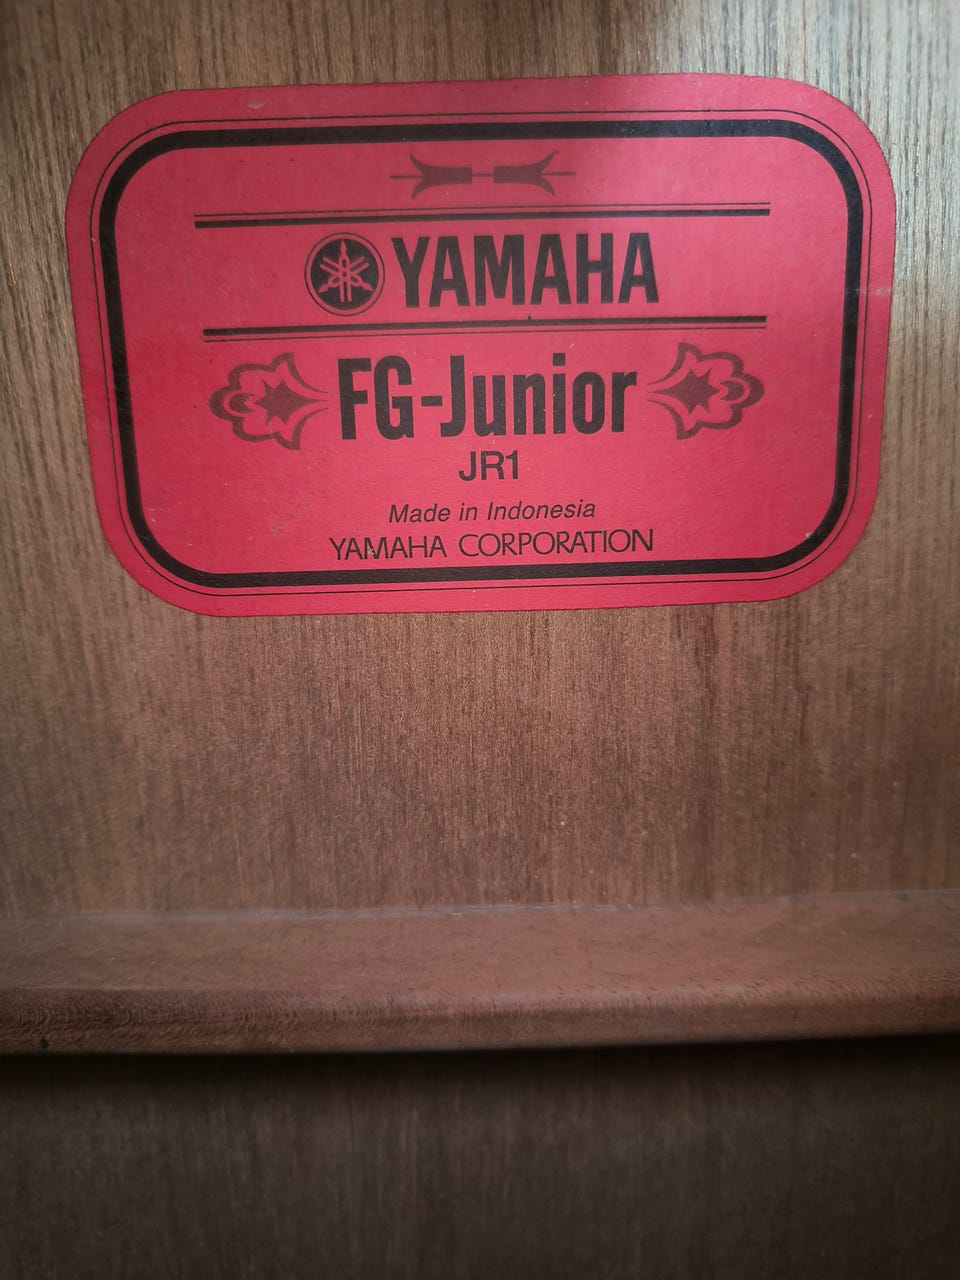 YAMAHA
FG-Junior
JR1
Made in Indonesia
YAMAHA CORPORATION